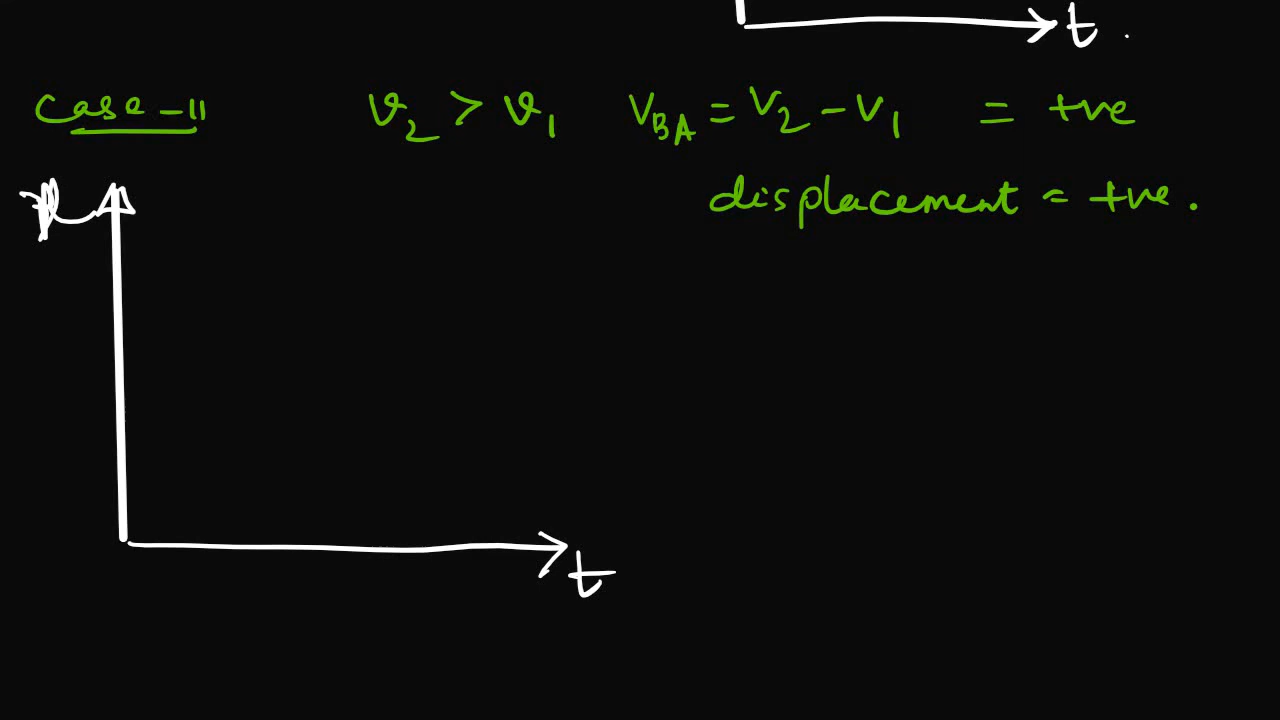 t.
Case-II v2 > v1 VBA = V2 - V1 = +ve
displacement = +ve.
t